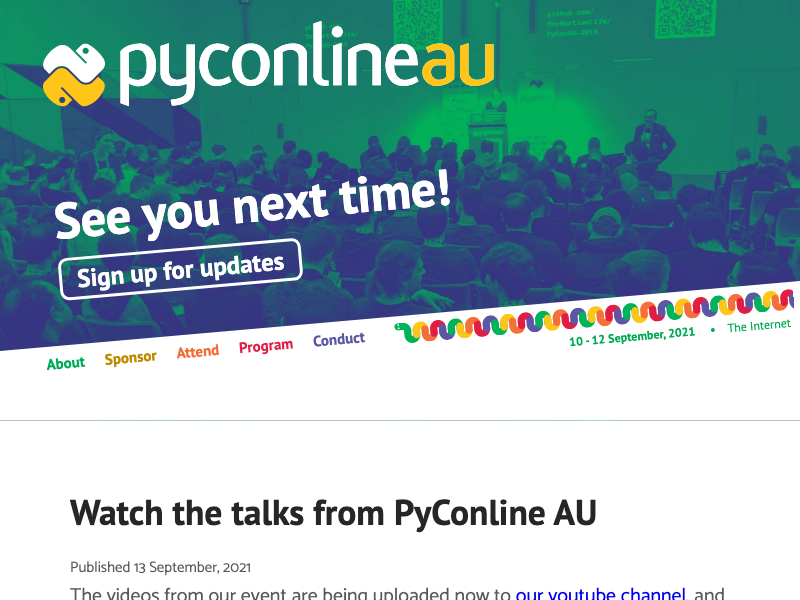 github.com/
pyconlineau
See you next time!
Sign up for updates
About Sponsor Attend Program Conduct
10 - 12 September, 2021 • The Internet
Watch the talks from PyConline AU
Published 13 September, 2021
The videos from our event are being uploaded now to our youtube channel, and